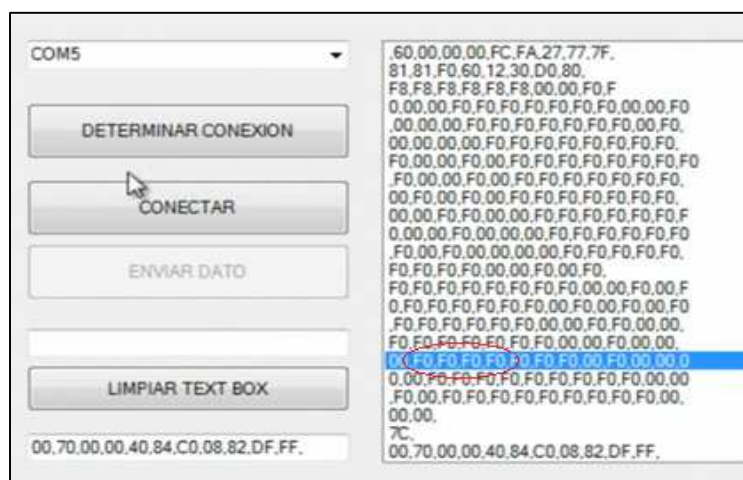 COM5
DETERMINAR CONEXION
CONECTAR
ENVIAR DATO
LIMPIAR TEXT BOX
00,70,00,00,40,84,C0,08,82,DF,FF,
,60,00,00,00,FC,FA,27,77,7F,
81,81,F0,60,12,30,D0,80,
F8,F8,F8,F8,F8,F8,00,00,F0,F
0,00,00,F0,F0,F0,F0,F0,F0,F0,00,00,F0
,00,00,00,F0,F0,F0,F0,F0,F0,F0,00,F0,
00,00,00,00,F0,F0,F0,F0,F0,F0,F0,F0,
F0,00,00,F0,00,F0,F0,F0,F0,F0,F0,F0,F0
,F0,00,00,F0,00,F0,F0,F0,F0,F0,F0,F0,
00,F0,00,00,F0,00,F0,F0,F0,F0,F0,F0,
00,00,F0,F0,00,00,F0,F0,F0,F0,F0,F0,F
0,00,00,F0,00,00,00,F0,F0,F0,F0,F0,F0
,F0,00,F0,00,00,00,00,F0,F0,F0,F0,F0,
F0,F0,F0,F0,00,00,F0,00,F0,
F0,F0,F0,F0,F0,F0,F0,F0,00,00,F0,00,F
0,F0,F0,F0,F0,F0,F0,00,F0,00,F0,00,F0
,F0,F0,F0,F0,F0,F0,00,00,F0,00,00,
F0,F0,F0,F0,F0,F0,F0,00,00,F0,00,00,
00,F0,F0,F0,F0,F0,F0,F0,00,F0,00,00,0
0,00,F0,F0,F0,F0,F0,F0,F0,F0,00,00
,F0,00,F0,F0,F0,F0,F0,F0,F0,F0,00,
00,00,
7C,
00,70,00,00,40,84,C0,08,82,DF,FF,